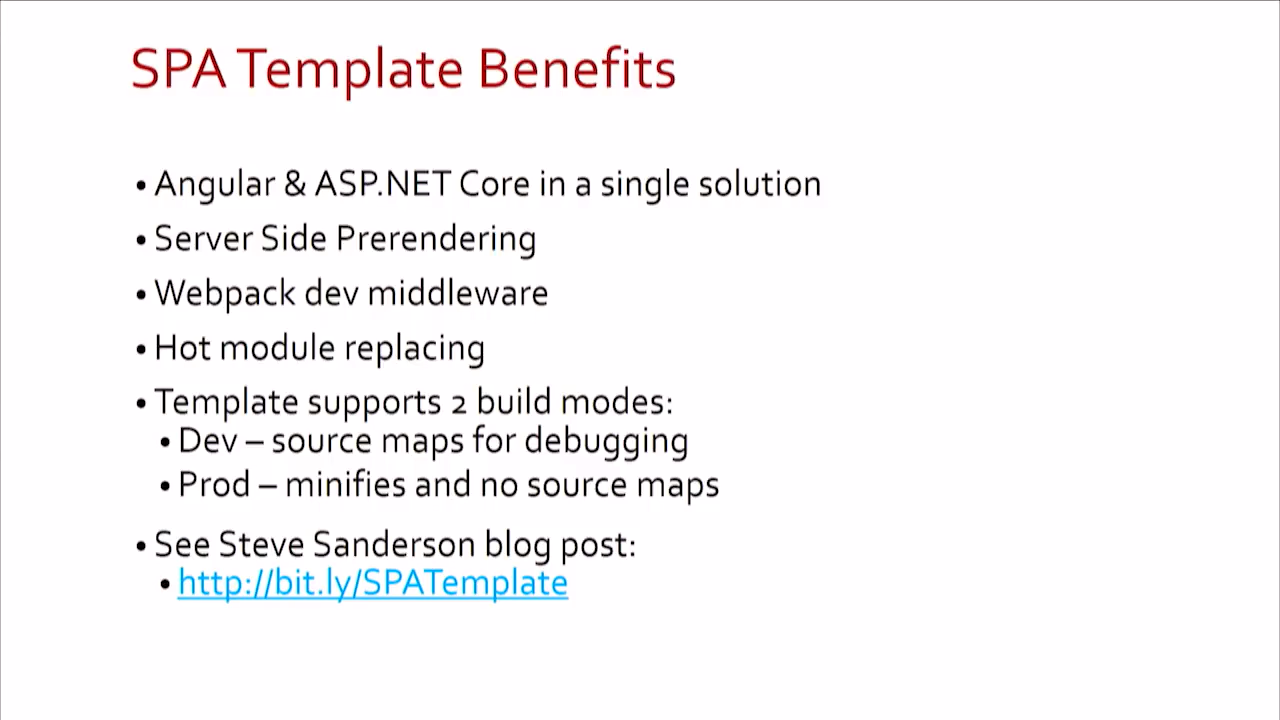 SPA Template Benefits
• Angular & ASP.NET Core in a single solution
• Server Side Prerendering
• Webpack dev middleware
• Hot module replacing
• Template supports 2 build modes:
• Dev – source maps for debugging
• Prod – minifies and no source maps
• See Steve Sanderson blog post:
• http://bit.ly/SPATemplate